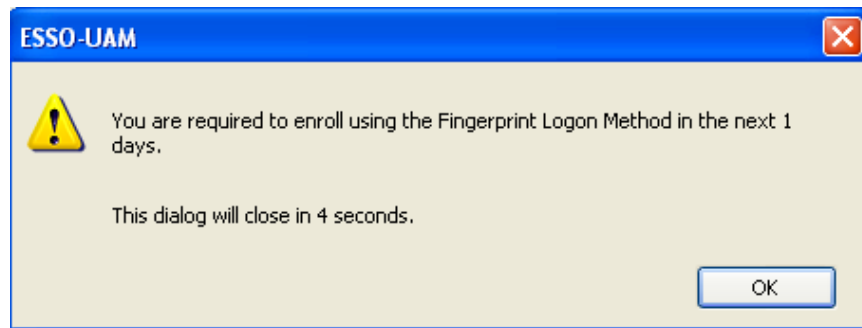 ESSO-UAM
You are required to enroll using the Fingerprint Logon Method in the next 1
days.
This dialog will close in 4 seconds.
OK